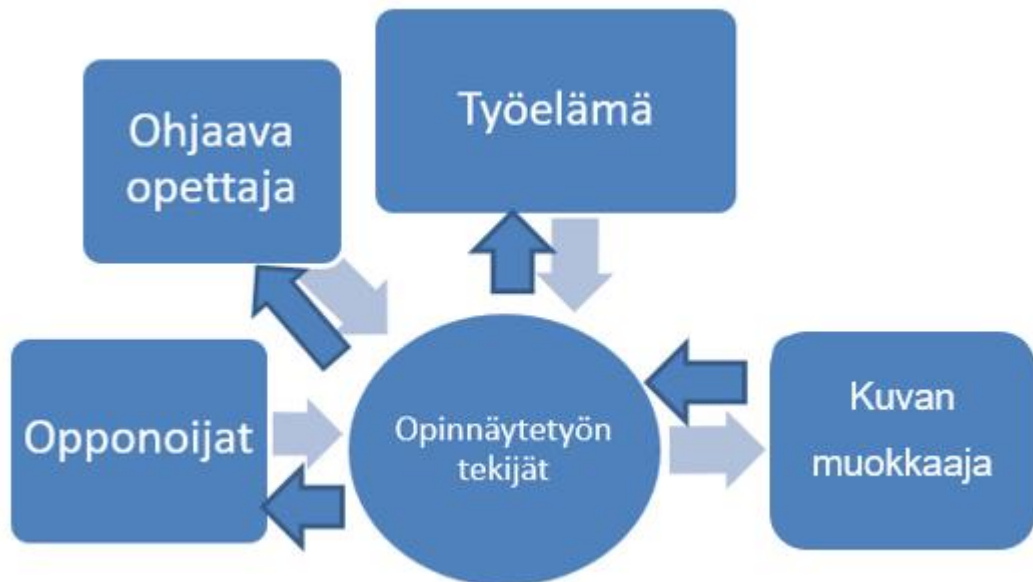 Työelämä
Ohjaava
opettaja
Opponoijat
Opinnäytetyön
tekijät
Kuvan
muokkaaja